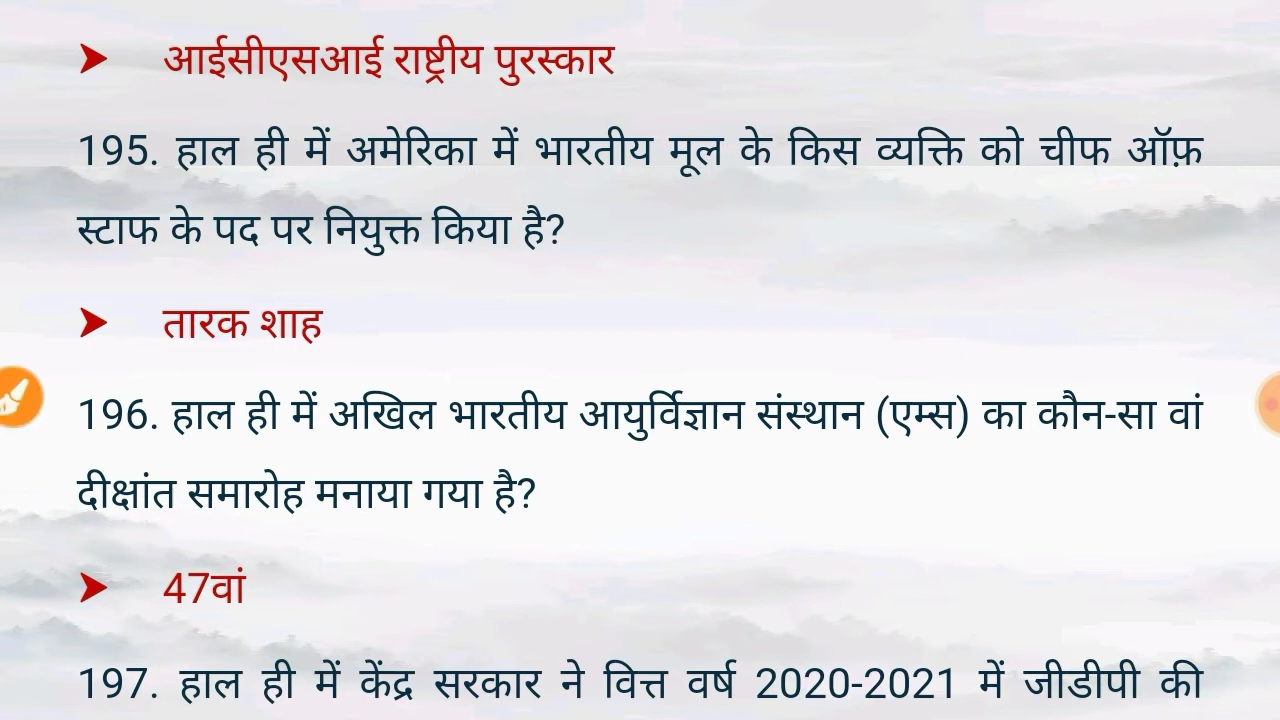 ➤ आईसीएसआई राष्ट्रीय पुरस्कार
195. हाल ही में अमेरिका में भारतीय मूल के किस व्यक्ति को चीफ ऑफ़
स्टाफ के पद पर नियुक्त किया है?
➤ तारक शाह
196. हाल ही में अखिल भारतीय आयुर्विज्ञान संस्थान (एम्स) का कौन-सा वां
दीक्षांत समारोह मनाया गया है?
➤ 47वां
197. हाल ही में केंद्र सरकार ने वित्त वर्ष 2020-2021 में जीडीपी की